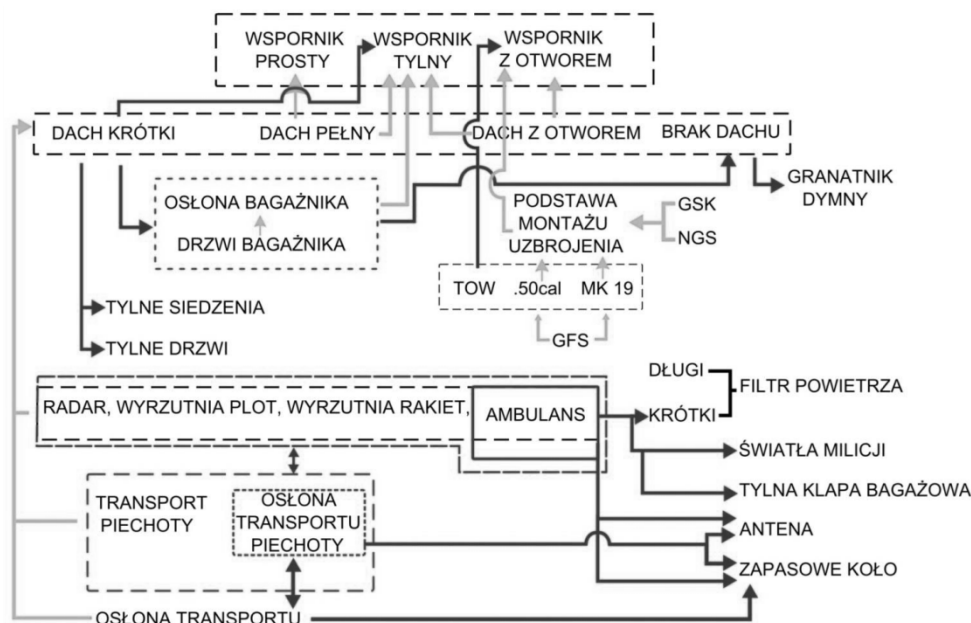 WSPORNIK PROSTY
WSPORNIK TYLNY
WSPORNIK Z OTWOREM
DACH KRÓTKI
DACH PEŁNY
DACH Z OTWOREM
BRAK DACHU
GRANATNIK DYMNY
OSŁONA BAGAŻNIKA
DRZWI BAGAŻNIKA
PODSTAWA MONTAŻU UZBROJENIA
GSK
NGS
TOW
.50cal
MK 19
GFS
TYLNE SIEDZENIA
TYLNE DRZWI
RADAR, WYRZUTNIA PLOT, WYRZUTNIA RAKIET,
AMBULANS
DŁUGI
KRÓTKI
FILTR POWIETRZA
ŚWIATŁA MILICJI
TYLNA KLAPA BAGAŻOWA
ANTENA
ZAPASOWE KOŁO
TRANSPORT PIECHOTY
OSŁONA TRANSPORTU PIECHOTY
OSŁONA TRANSPORTU